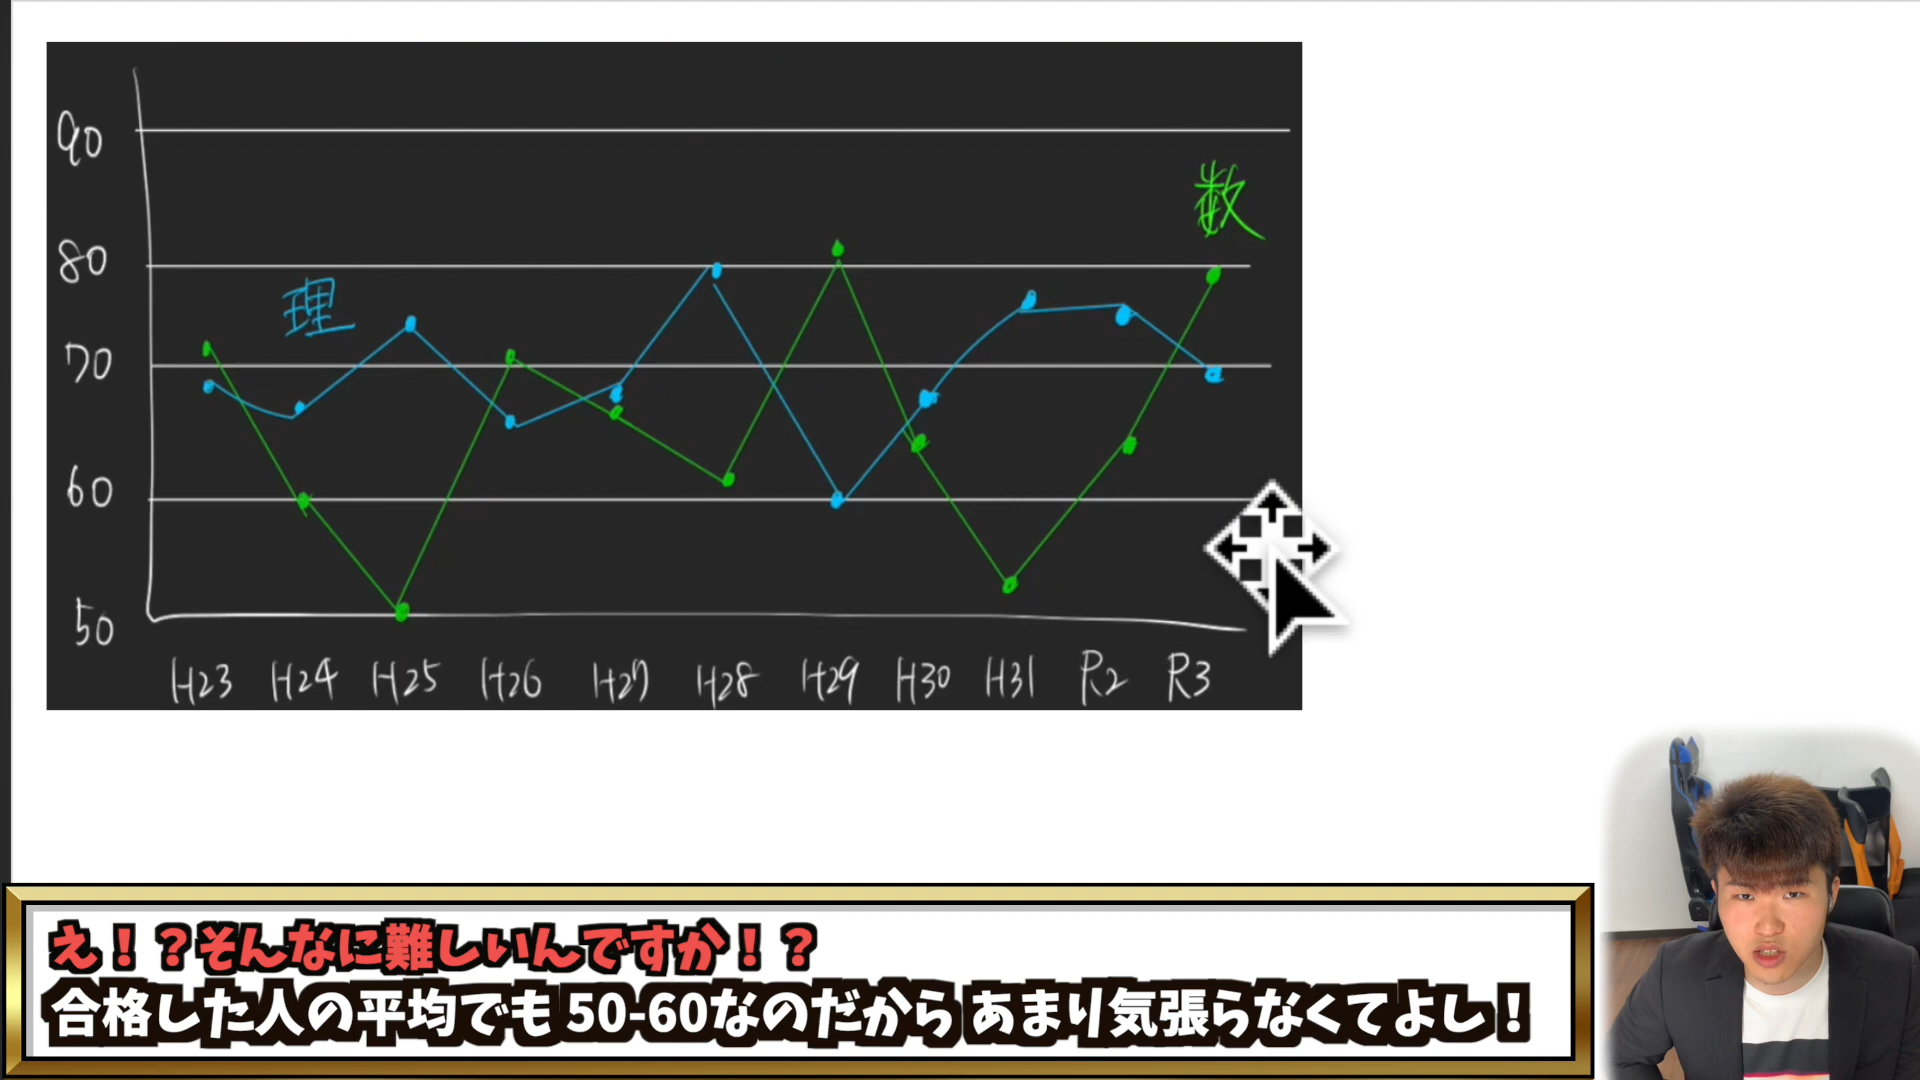 90
80
70
60
50
理
数
H23 H24 H25 H26 H27 H28 H29 H30 H31 R2 R3
え！？そんなに難しいんですか！？
合格した人の平均でも50-60なのだから あまり気張らなくてよし！